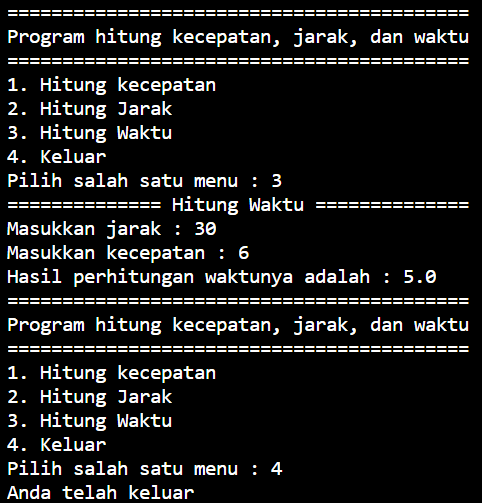 ==========================================
Program hitung kecepatan, jarak, dan waktu
==========================================
1. Hitung kecepatan
2. Hitung Jarak
3. Hitung Waktu
4. Keluar
Pilih salah satu menu : 3
============== Hitung Waktu ==============
Masukkan jarak : 30
Masukkan kecepatan : 6
Hasil perhitungan waktunya adalah : 5.0
==========================================
Program hitung kecepatan, jarak, dan waktu
==========================================
1. Hitung kecepatan
2. Hitung Jarak
3. Hitung Waktu
4. Keluar
Pilih salah satu menu : 4
Anda telah keluar